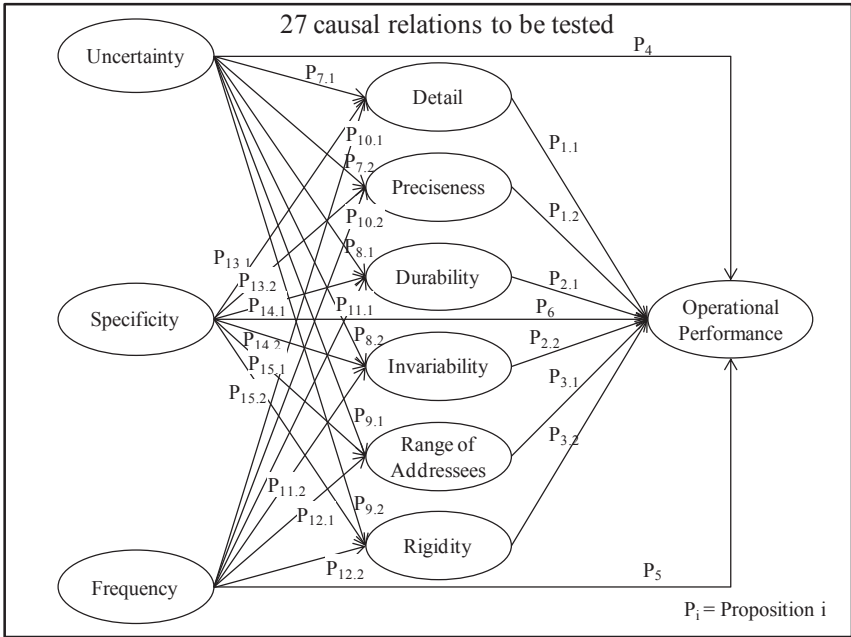 27 causal relations to be tested
Uncertainty
P4
P7.1
Detail
P10.1
P1.1
P7.2
Preciseness
P1.2
P10.2
P8.1
P13.1
P13.2
Durability
P2.1
P14.1
P11.1
P6
Specificity
Operational
Performance
P14.2
P8.2
P2.2
P15.1
Invariability
P3.1
P15.2
P9.1
Range of
Addressees
P3.2
P11.2
P9.2
P12.1
Rigidity
P12.2
Frequency
P5
Pi = Proposition i